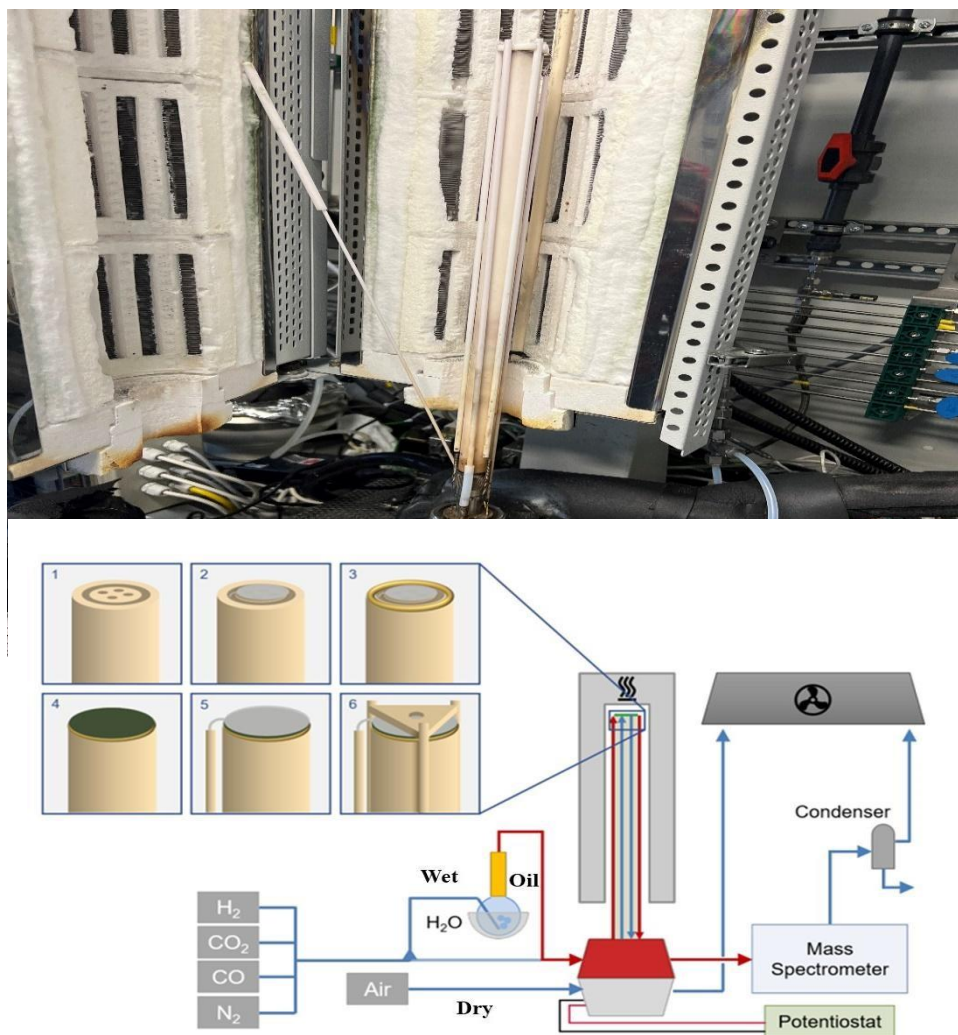 1
2
3
4
5
6
Condenser
Wet
Oil
H₂O
H₂
CO₂
CO
N₂
Air
Dry
Mass
Spectrometer
Potentiostat